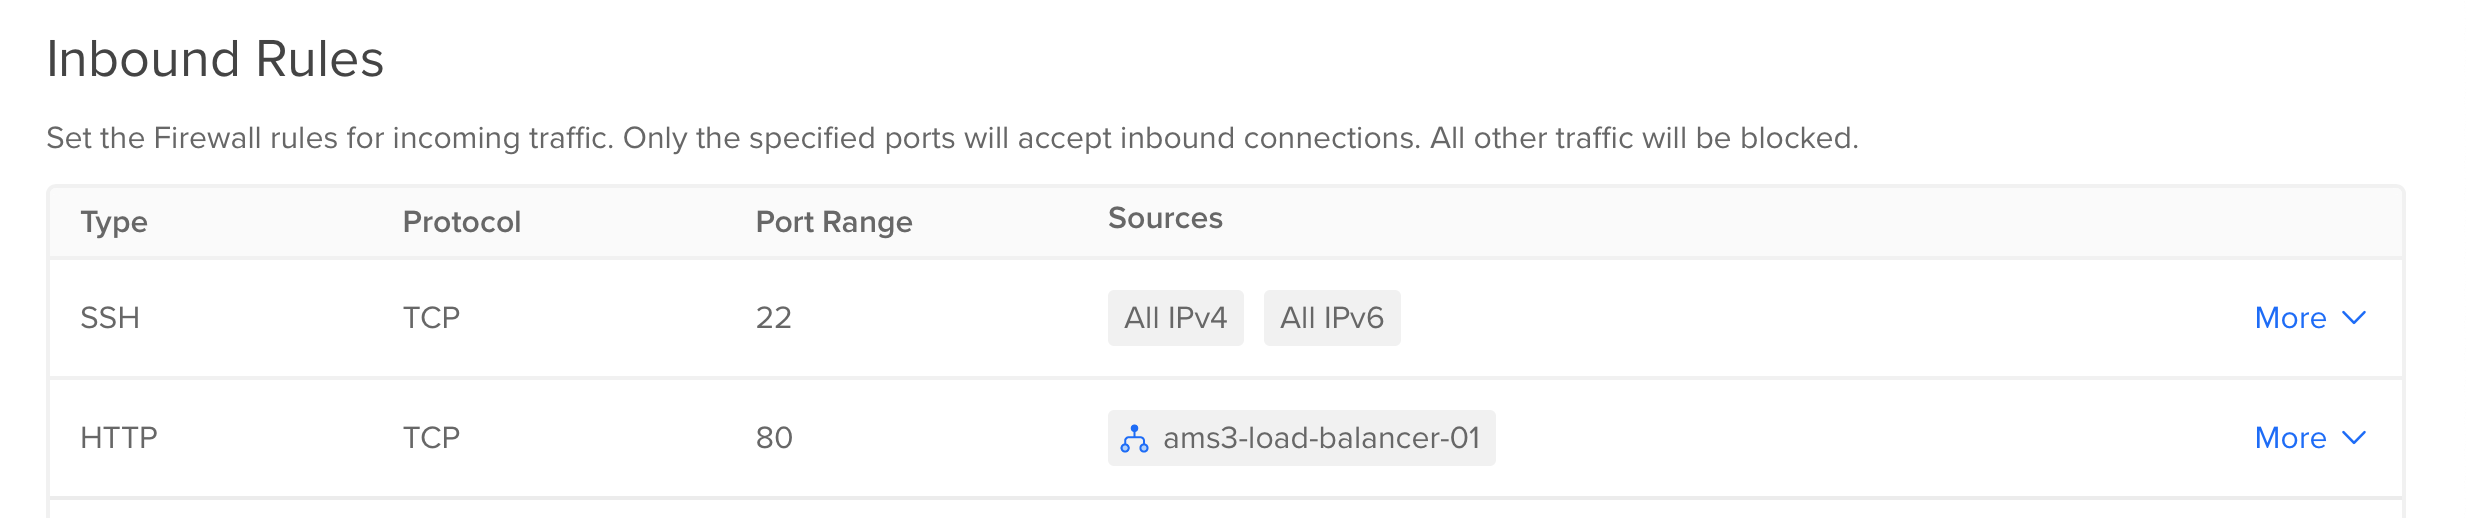 Inbound Rules
Set the Firewall rules for incoming traffic. Only the specified ports will accept inbound connections. All other traffic will be blocked.
Type Protocol Port Range Sources
SSH TCP 22 All IPv4 All IPv6 More
HTTP TCP 80 ams3-load-balancer-01 More